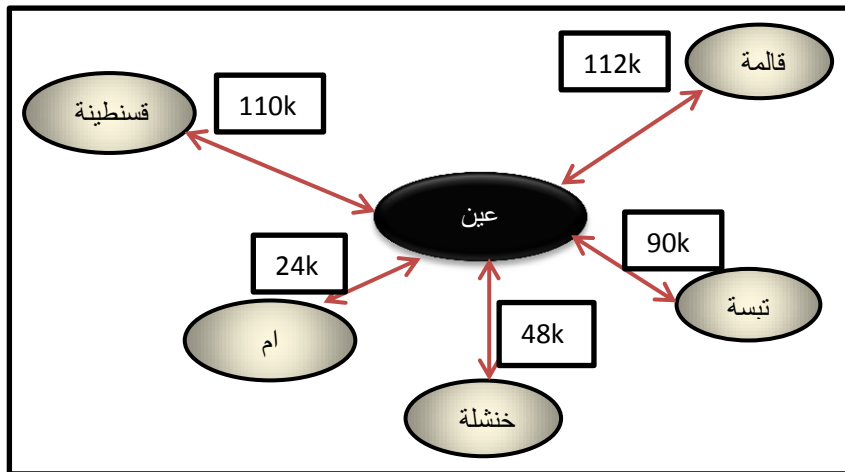 قالمة
112k
110k
قسنطينة
عين
90k
24k
تبسة
48k
ام
خنشلة